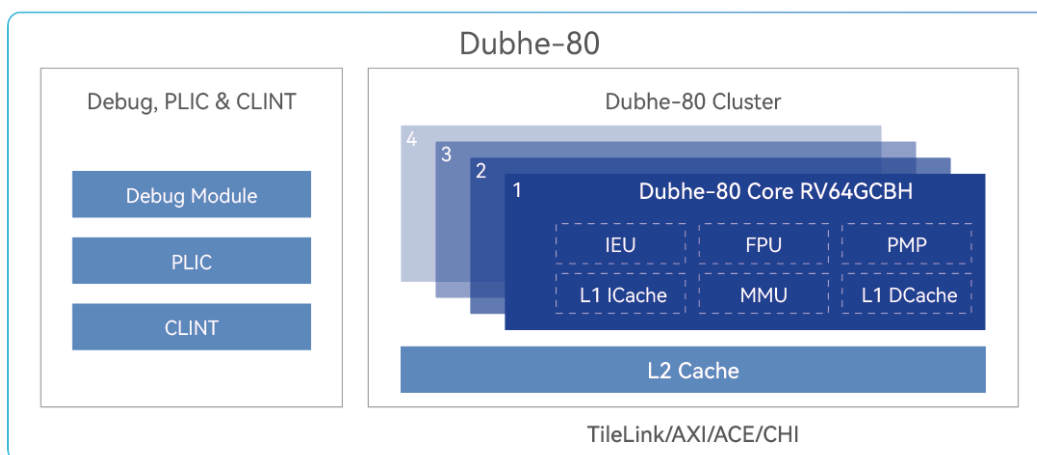 Dubhe-80
Debug, PLIC & CLINT
Debug Module
PLIC
CLINT
Dubhe-80 Cluster
4
3
2
1
Dubhe-80 Core RV64GCBH
IEU
FPU
PMP
L1 ICache
MMU
L1 DCache
L2 Cache
TileLink/AXI/ACE/CHI